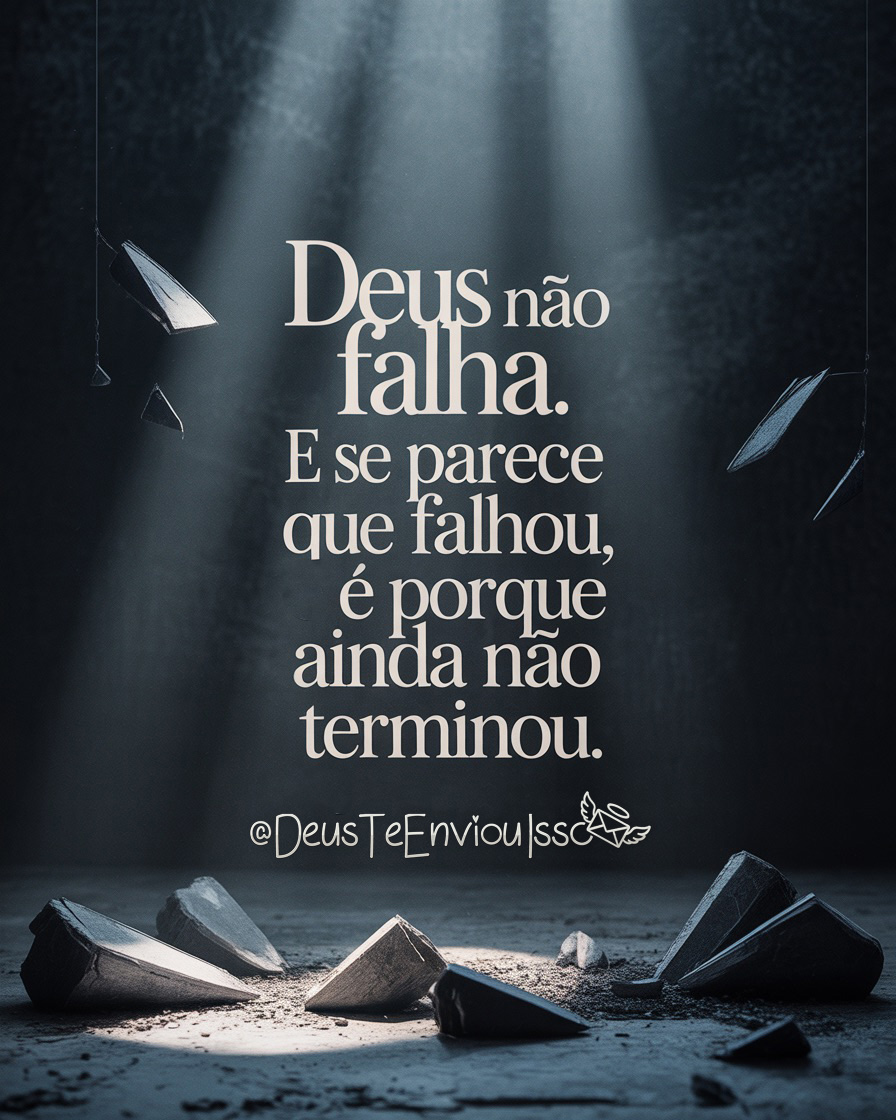 Deus não
falha.
E se parece
que falhou,
é porque
ainda não
terminou.
@DeusTeEnviouIsso